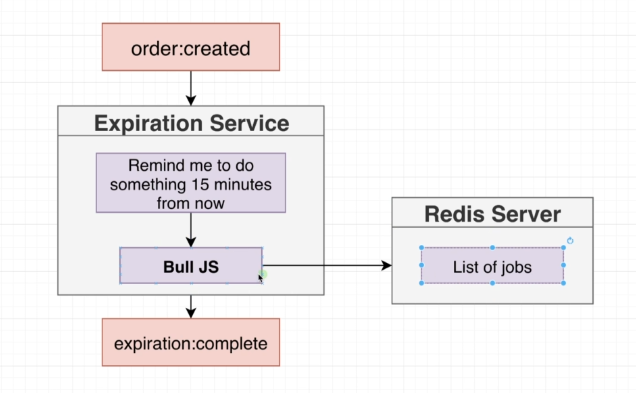 order:created
Expiration Service
Remind me to do
something 15 minutes
from now
Bull JS
Redis Server
List of jobs
expiration:complete